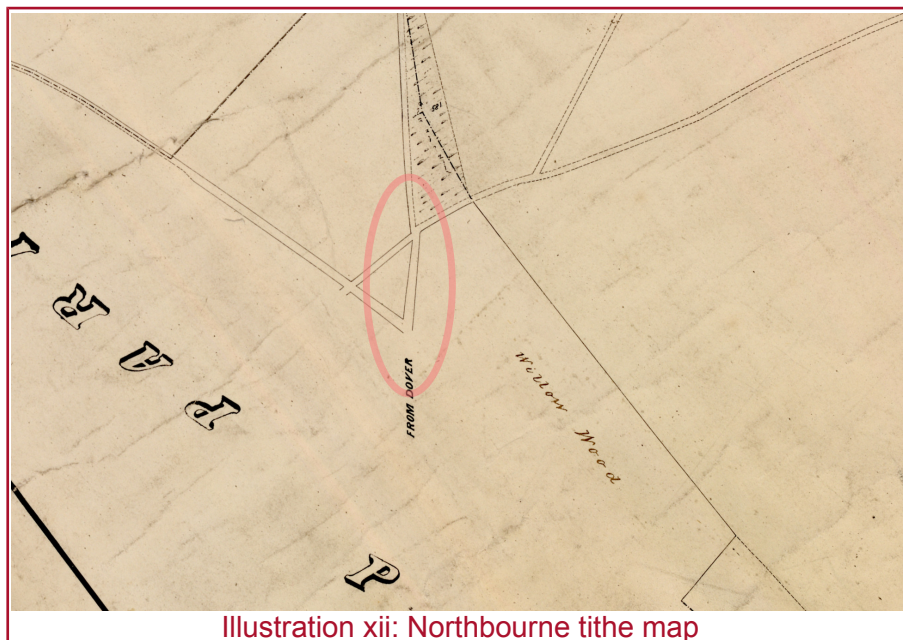 FROM DOVER
Willow Wood
P A R
P
Illustration xii: Northbourne tithe map